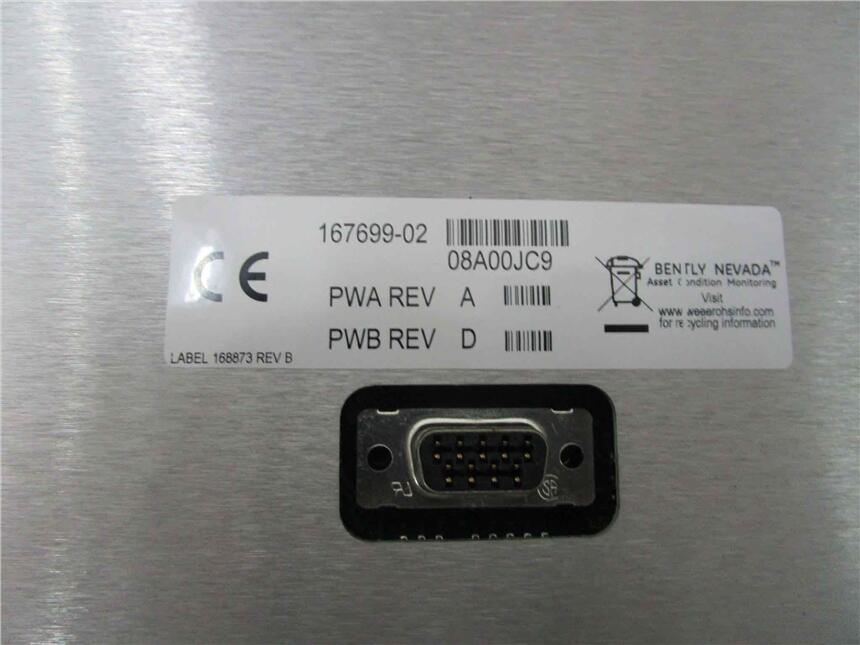 167699-02
08A00JC9
CE
PWA REV A
PWB REV D
LABEL 168873 REV B
BENTLY NEVADA™
Asset Condition Monitoring
Visit
www.weeerohsinfo.com
for recycling information